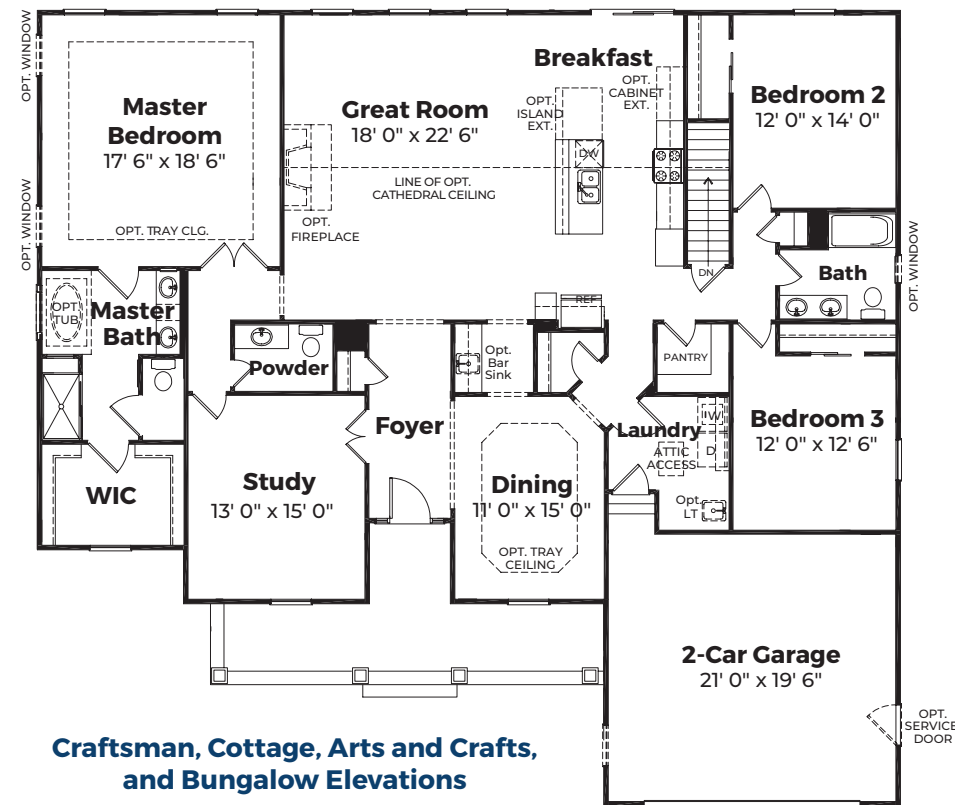 OPT. WINDOW
Master
Bedroom
17' 6" x 18' 6"
OPT. TRAY CLG.
OPT. WINDOW
Great Room
18' 0" x 22' 6"
LINE OF OPT.
CATHEDRAL CEILING
OPT.
FIREPLACE
Breakfast
OPT.
ISLAND
EXT.
OPT.
CABINET
EXT.
DW
Bedroom 2
12' 0" x 14' 0"
DN
Bath
OPT. WINDOW
OPT.
TUB
Master
Bath
Powder
Opt.
Bar
Sink
REF
PANTRY
Foyer
Laundry
W
D
ATTIC
ACCESS
Opt.
LT
Bedroom 3
12' 0" x 12' 6"
WIC
Study
13' 0" x 15' 0"
Dining
11' 0" x 15' 0"
OPT. TRAY
CEILING
2-Car Garage
21' 0" x 19' 6"
OPT.
SERVICE
DOOR
Craftsman, Cottage, Arts and Crafts,
and Bungalow Elevations